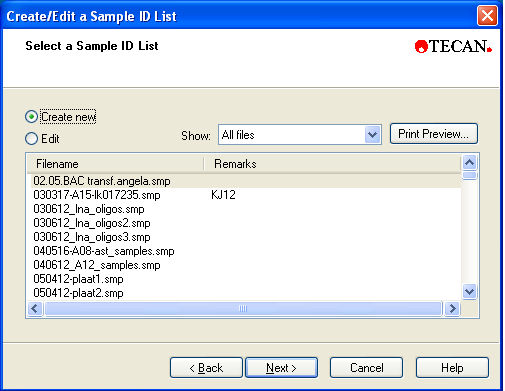 Create/Edit a Sample ID List
Select a Sample ID List
TECAN.
Create new
Edit
Show: All files
Print Preview...
Filename Remarks
02.05.BAC transf.angela.smp
030317-A15-lk017235.smp KJ12
030612_lna_oligos.smp
030612_lna_oligos2.smp
030612_lna_oligos3.smp
040516-A08-ast_samples.smp
040612_A12_samples.smp
050412-plaat1.smp
050412-plaat2.smp
< Back Next > Cancel Help